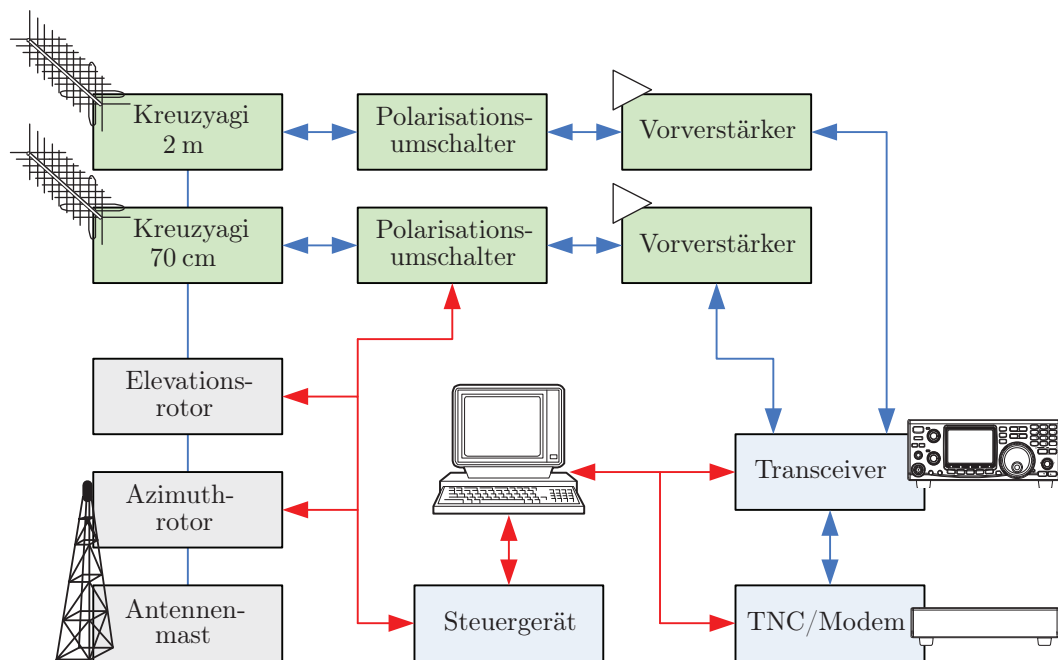 Kreuzyagi
2 m
Polarisations-
umschalter
Vorverstärker
Kreuzyagi
70 cm
Polarisations-
umschalter
Vorverstärker
Elevations-
rotor
Azimuth-
rotor
Transceiver
Antennen-
mast
Steuergerät
TNC/Modem